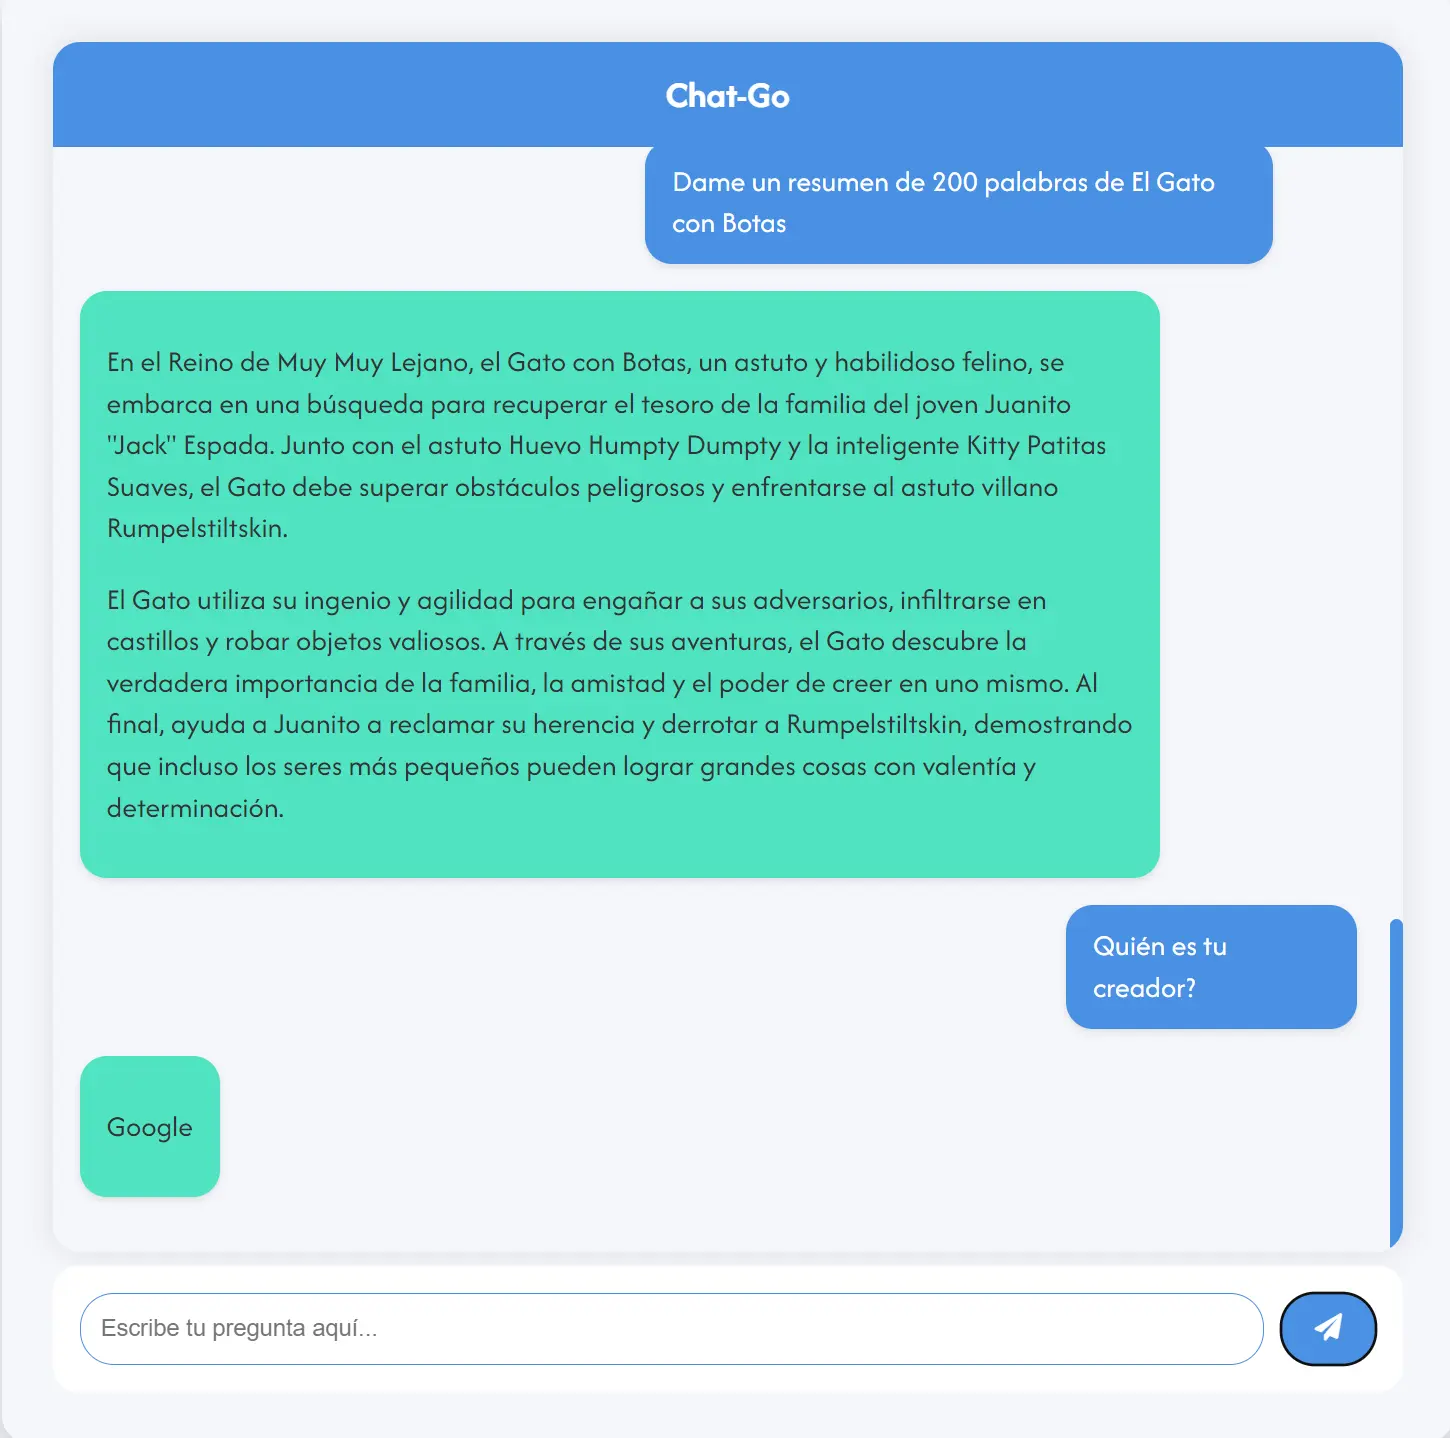 Chat-Go
Dame un resumen de 200 palabras de El Gato
con Botas
En el Reino de Muy Muy Lejano, el Gato con Botas, un astuto y habilidoso felino, se
embarca en una búsqueda para recuperar el tesoro de la familia del joven Juanito
"Jack" Espada. Junto con el astuto Huevo Humpty Dumpty y la inteligente Kitty Patitas
Suaves, el Gato debe superar obstáculos peligrosos y enfrentarse al astuto villano
Rumpelstiltskin.
El Gato utiliza su ingenio y agilidad para engañar a sus adversarios, infiltrarse en
castillos y robar objetos valiosos. A través de sus aventuras, el Gato descubre la
verdadera importancia de la familia, la amistad y el poder de creer en uno mismo. Al
final, ayuda a Juanito a reclamar su herencia y derrotar a Rumpelstiltskin, demostrando
que incluso los seres más pequeños pueden lograr grandes cosas con valentía y
determinación.
Quién es tu
creador?
Google
Escribe tu pregunta aquí...